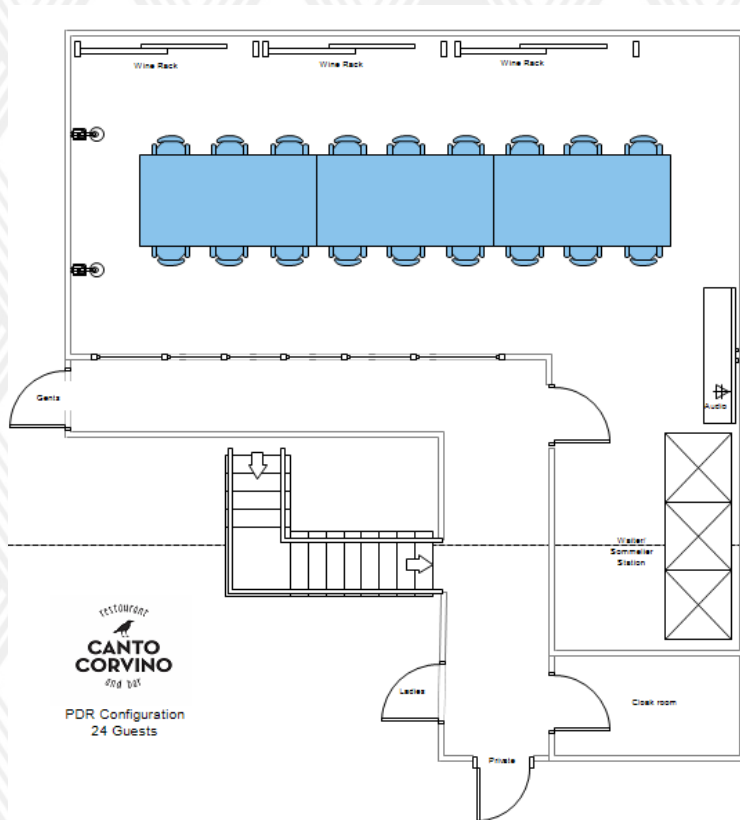 Wine Rack
Wine Rack
Wine Rack
Gents
Audio
Waiter/
Sommelier
Station
restaurant
CANTO
CORVINO
and bar
PDR Configuration
24 Guests
Ladies
Cloak room
Private